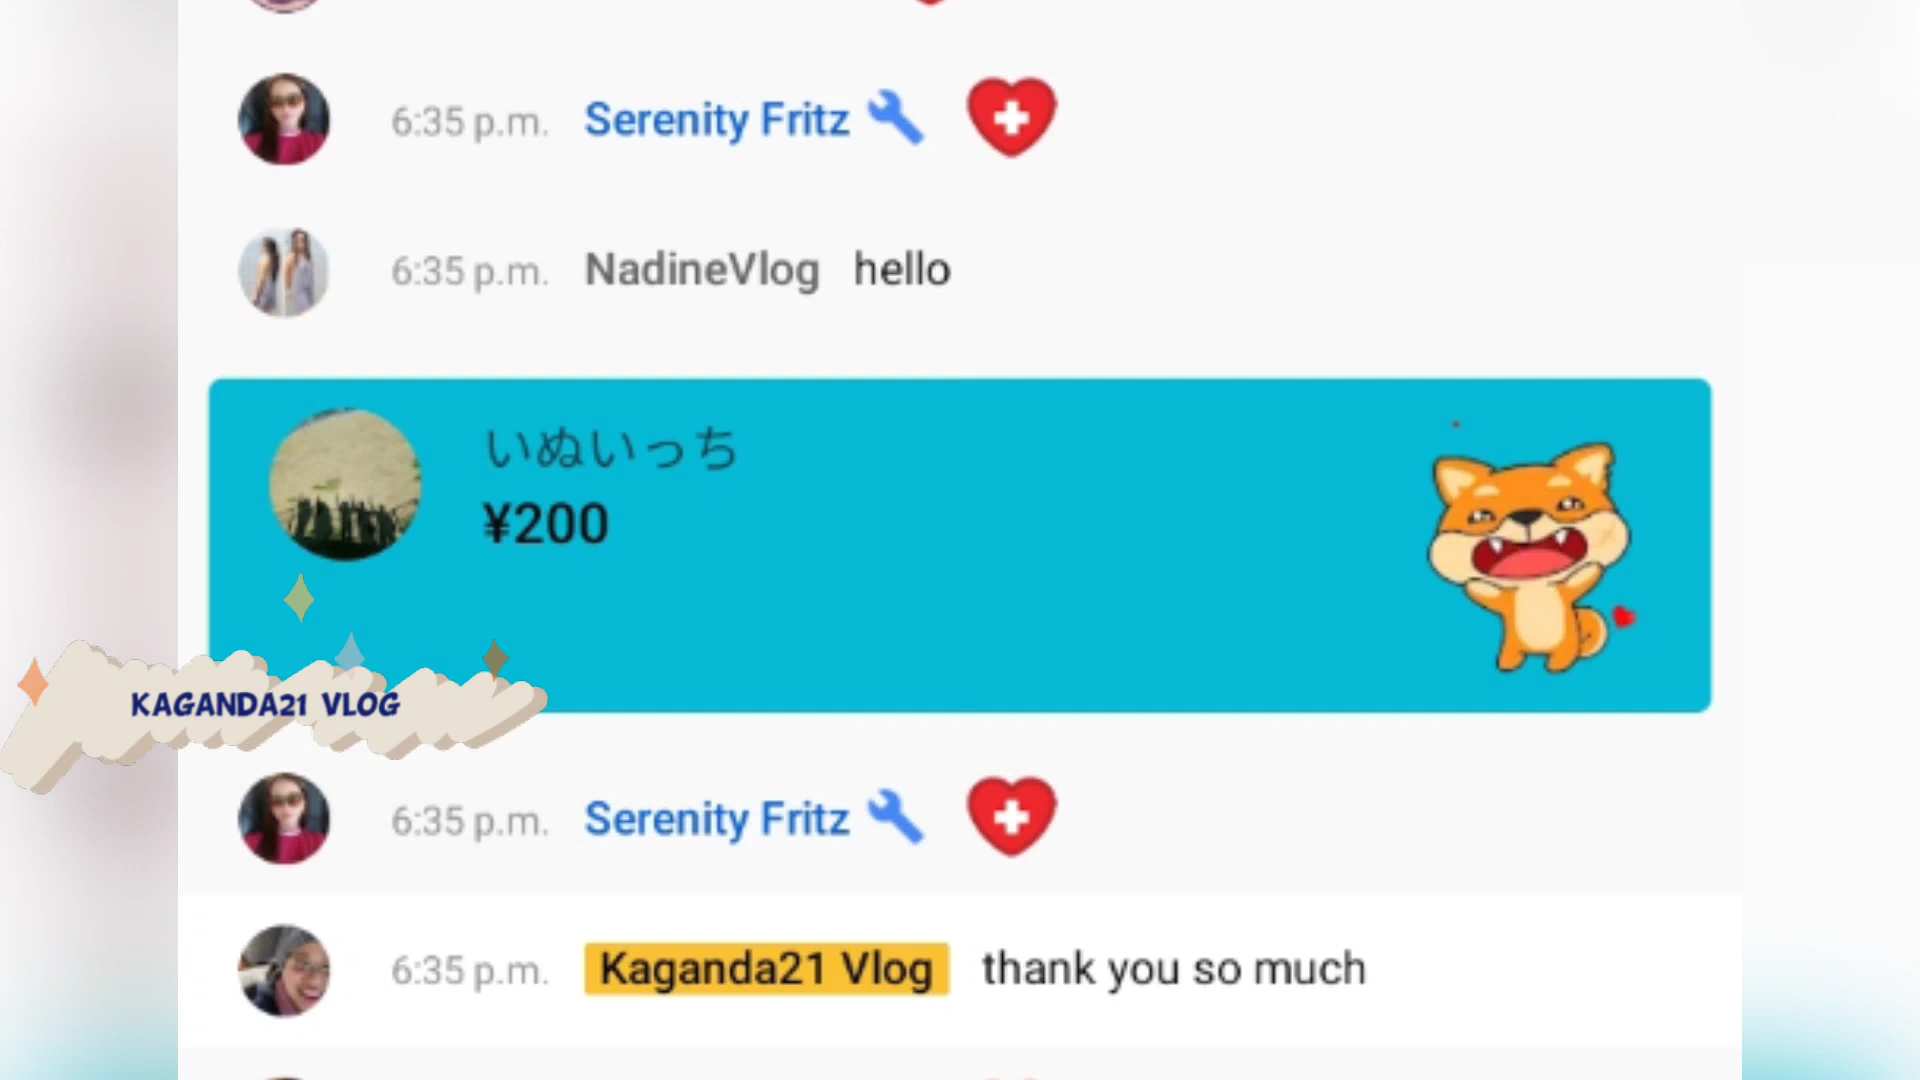 6:35 p.m. Serenity Fritz
6:35 p.m. NadineVlog hello
いぬいっち
¥200
KAGANDA21 VLOG
6:35 p.m. Serenity Fritz
6:35 p.m. Kaganda21 Vlog thank you so much